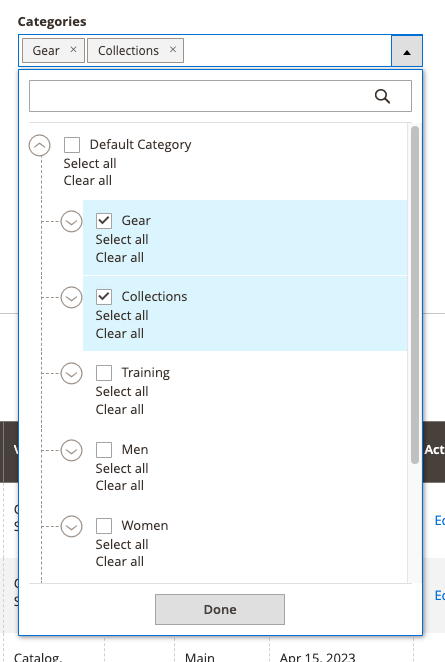 Categories
Gear × Collections ×
Default Category
Select all
Clear all
Gear
Select all
Clear all
Collections
Select all
Clear all
Training
Select all
Clear all
Men
Select all
Clear all
Act
Women
Select all
Clear all
Ec
Ec
Done
Catalog, Main Apr 15, 2023